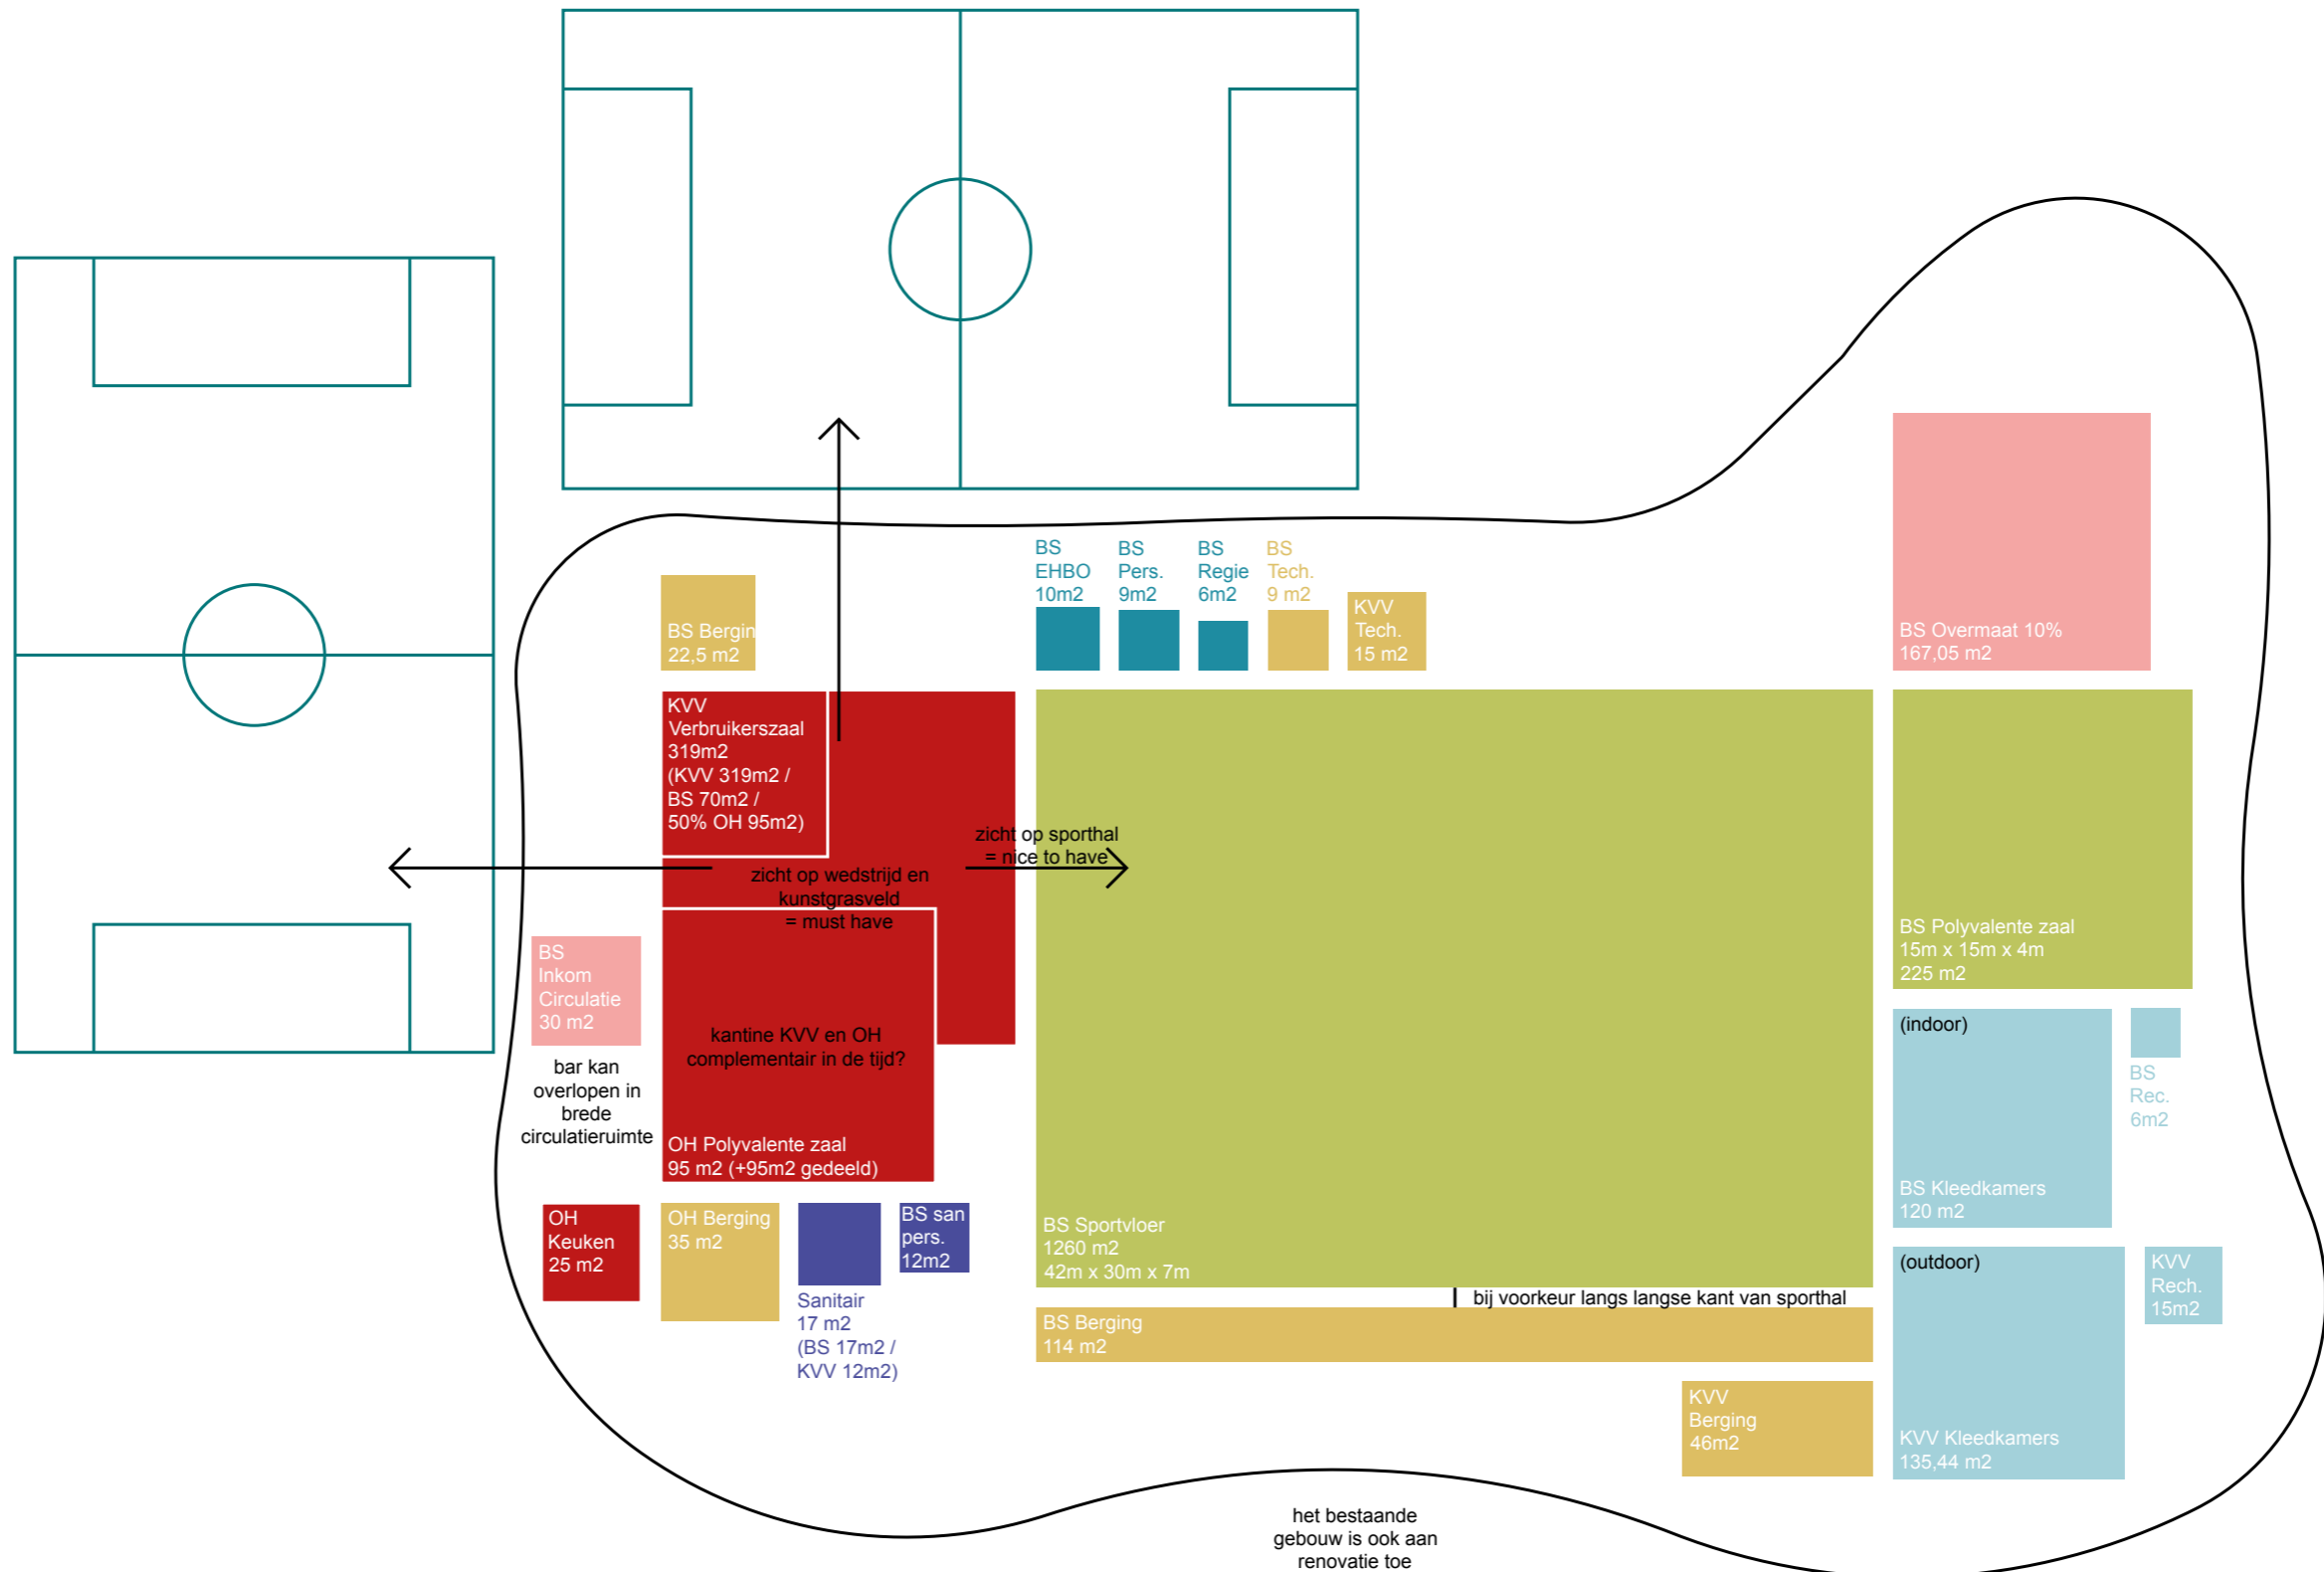 BS
EHBO
10m2
BS
Pers.
9m2
BS
Regie
6m2
BS
Tech.
9 m2
KVV
Tech.
15 m2
BS Bergin
22,5 m2
BS Overmaat 10%
167,05 m2
KVV
Verbruikerszaal
319m2
(KVV 319m2 /
BS 70m2 /
50% OH 95m2)
zicht op sporthal
= nice to have
zicht op wedstrijd en
kunstgrasveld
= must have
BS
Inkom
Circulatie
30 m2
bar kan
overlopen in
brede
circulatieruimte
kantine KVV en OH
complementair in de tijd?
OH Polyvalente zaal
95 m2 (+95m2 gedeeld)
BS Polyvalente zaal
15m x 15m x 4m
225 m2
(indoor)
BS Kleedkamers
120 m2
BS
Rec.
6m2
OH
Keuken
25 m2
OH Berging
35 m2
Sanitair
17 m2
(BS 17m2 /
KVV 12m2)
BS san
pers.
12m2
BS Sportvloer
1260 m2
42m x 30m x 7m
bij voorkeur langs langse kant van sporthal
BS Berging
114 m2
KVV
Berging
46m2
(outdoor)
KVV Kleedkamers
135,44 m2
KVV
Rech.
15m2
het bestaande
gebouw is ook aan
renovatie toe